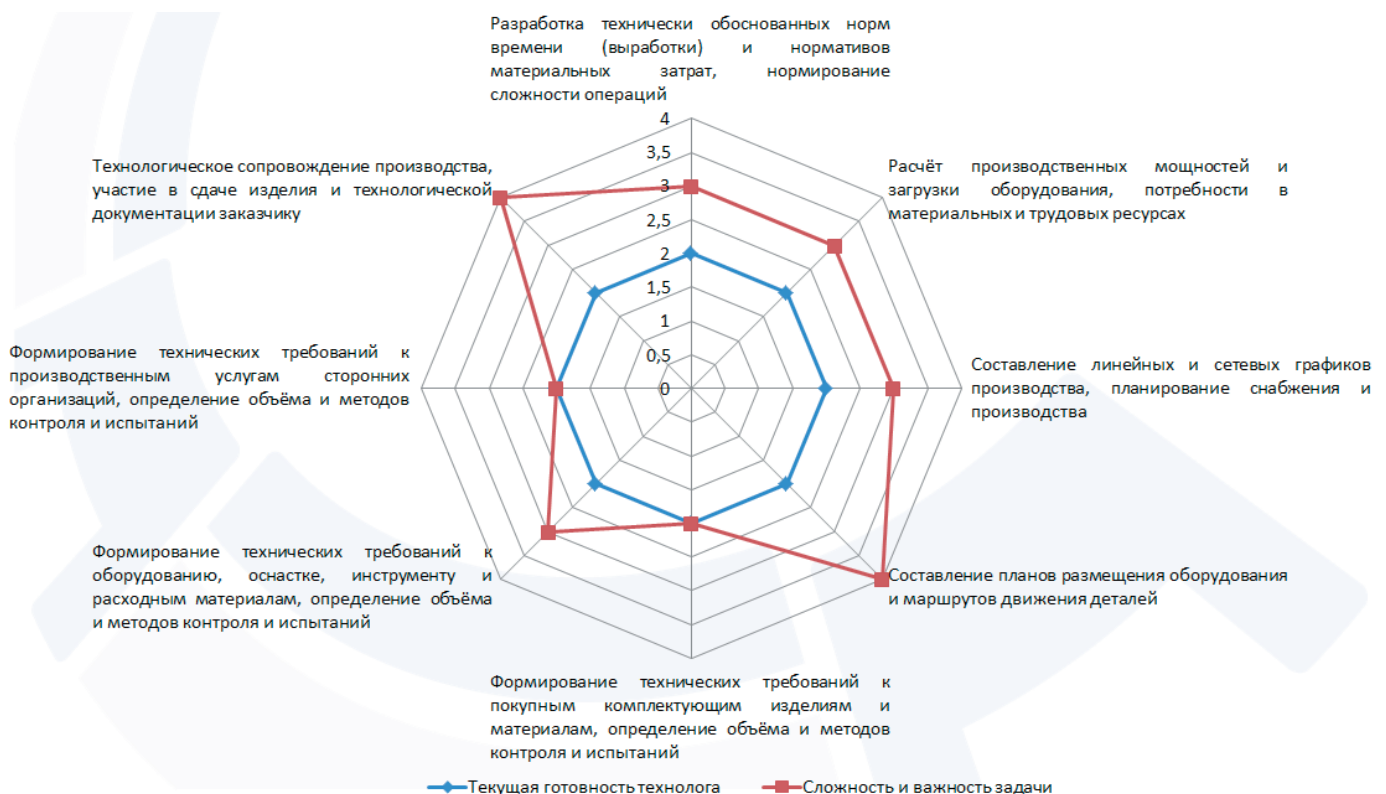 Разработка технически обоснованных норм
времени (выработки) и нормативов
материальных затрат, нормирование
сложности операций
4
3,5
3
2,5
2
1,5
1
0,5
0
Расчёт производственных мощностей и
загрузки оборудования, потребности в
материальных и трудовых ресурсах
Составление линейных и сетевых графиков
производства, планирование снабжения и
производства
Составление планов размещения оборудования
и маршрутов движения деталей
Формирование технических требований к
покупным комплектующим изделиям и
материалам, определение объёма и методов
контроля и испытаний
Формирование технических требований к
оборудованию, оснастке, инструменту и
расходным материалам, определение объёма
и методов контроля и испытаний
Формирование технических требований к
производственным услугам сторонних
организаций, определение объёма и методов
контроля и испытаний
Технологическое сопровождение производства,
участие в сдаче изделия и технологической
документации заказчику
Текущая готовность технолога
Сложность и важность задачи